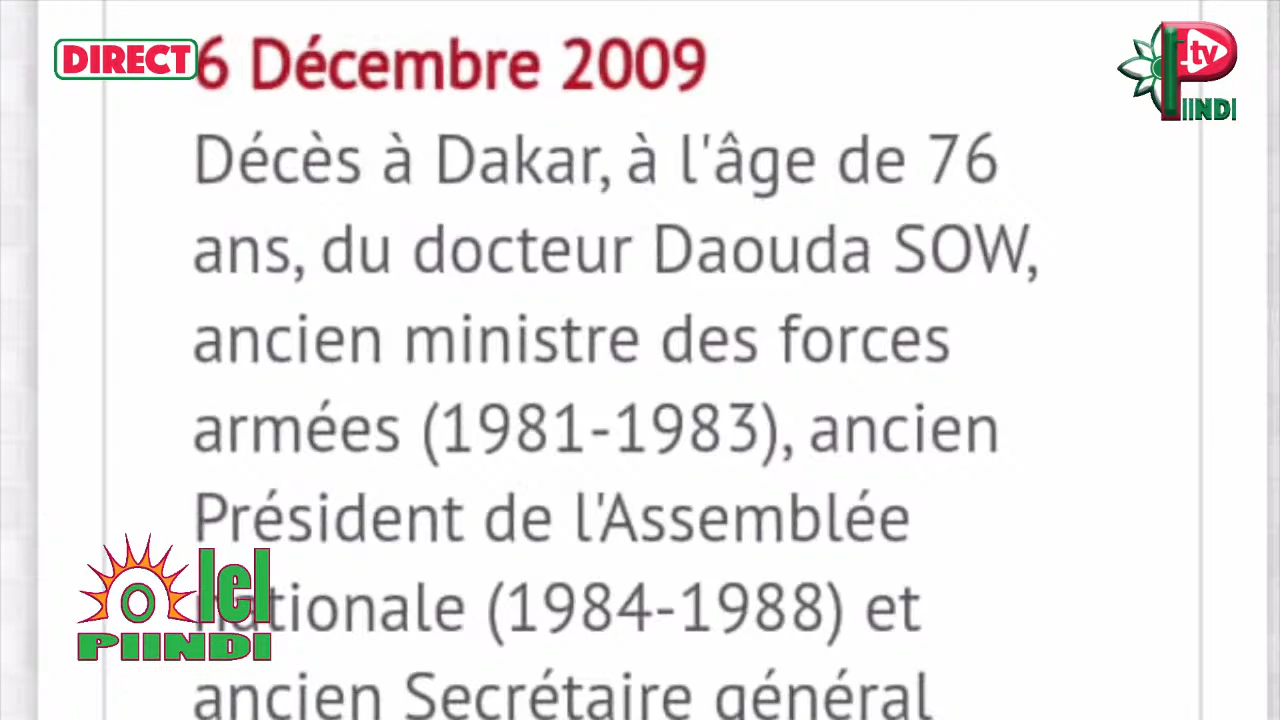 DIRECT
6 Décembre 2009
tv
PIINDI
Décès à Dakar, à l'âge de 76
ans, du docteur Daouda SOW,
ancien ministre des forces
armées (1981-1983), ancien
Président de l'Assemblée
nationale (1984-1988) et
ancien Secrétaire général
lel
PIINDI